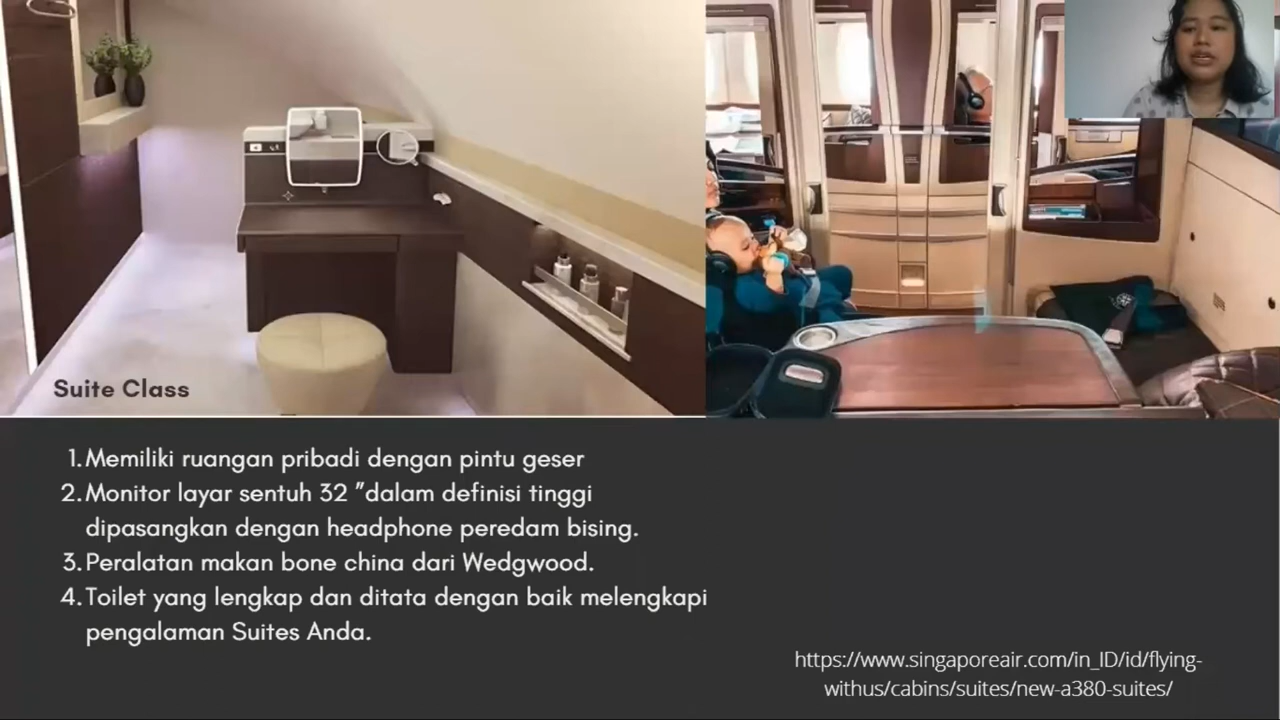 Suite Class
1. Memiliki ruangan pribadi dengan pintu geser
2. Monitor layar sentuh 32 ”dalam definisi tinggi
dipasangkan dengan headphone peredam bising.
3. Peralatan makan bone china dari Wedgwood.
4. Toilet yang lengkap dan ditata dengan baik melengkapi
pengalaman Suites Anda.
https://www.singaporeair.com/in_ID/id/flying-
withus/cabins/suites/new-a380-suites/